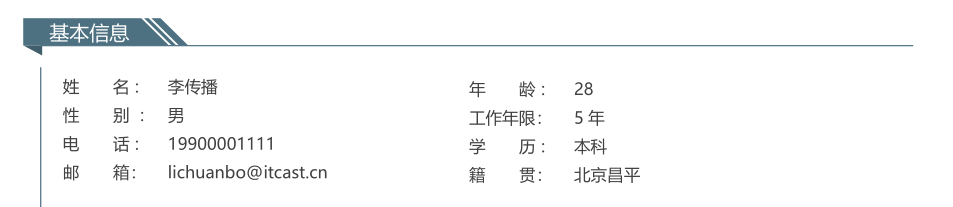 基本信息
姓 名： 李传播
性 别： 男
电 话： 19900001111
邮 箱： lichuanbo@itcast.cn
年 龄： 28
工作年限： 5 年
学 历： 本科
籍 贯： 北京昌平